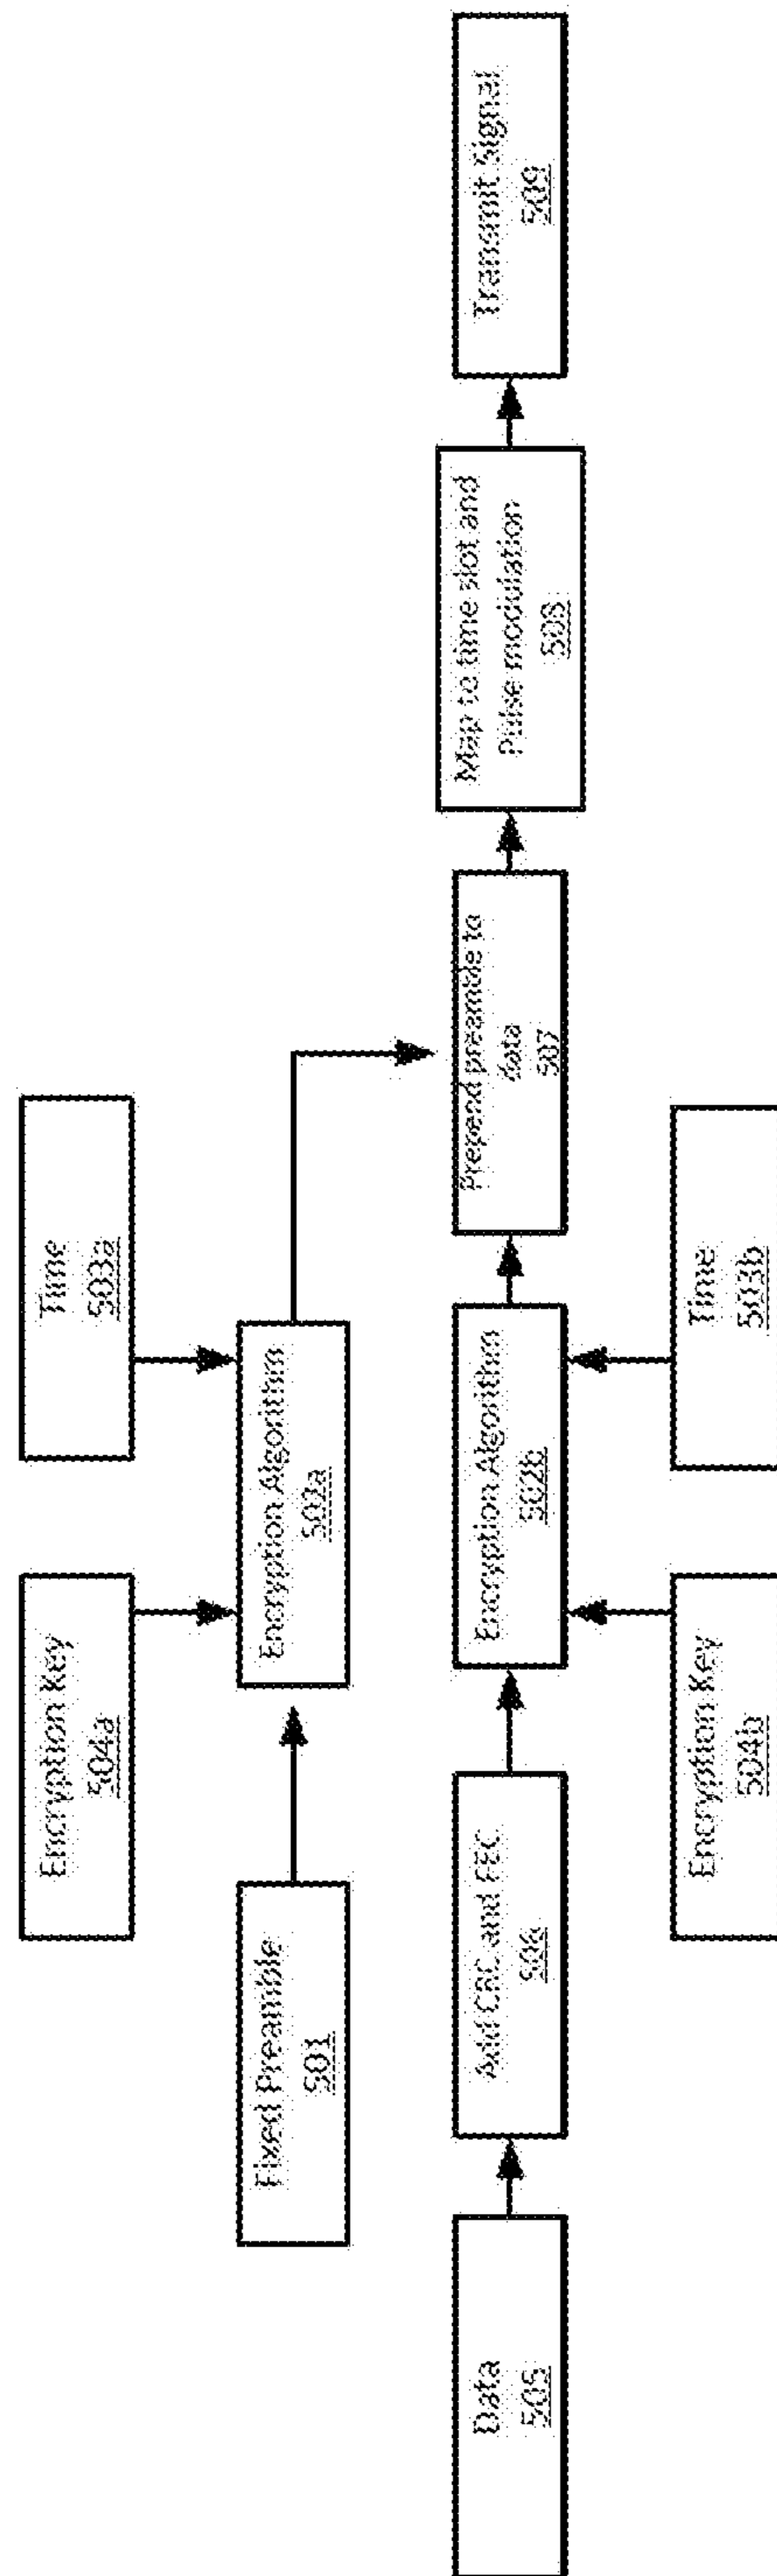 Encryption Key
504a
Time
503a
Fixed Preamble
501
Encryption Algorithm
502a
Data
505
Add CRC and FEC
506
Encryption Algorithm
502b
Prepend preamble to
data
507
Map to time slot and
Pulse modulation
508
Transmit Signal
509
Encryption Key
504b
Time
503b